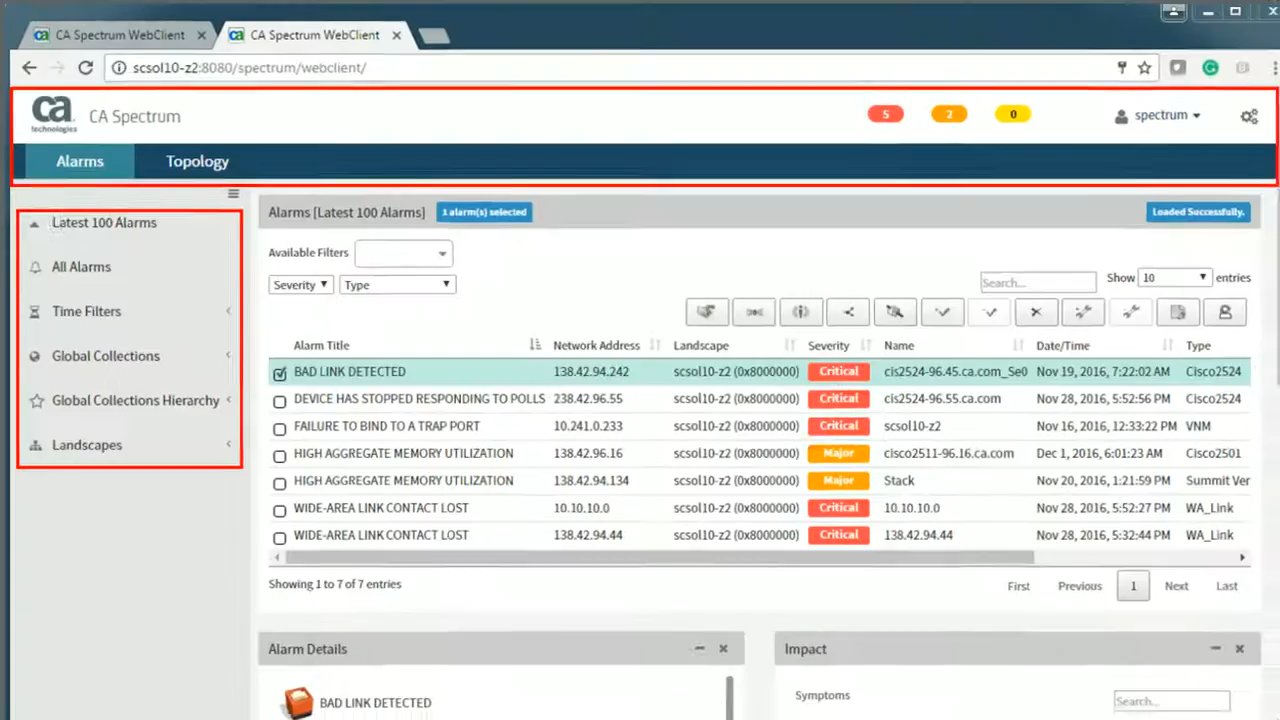 CA Spectrum WebClient
CA Spectrum WebClient
scsol10-z2:8080/spectrum/webclient/
ca technologies
CA Spectrum
5 2 0
spectrum
Alarms Topology
Latest 100 Alarms
All Alarms
Time Filters
Global Collections
Global Collections Hierarchy
Landscapes
Alarms [Latest 100 Alarms] 1 alarm(s) selected Loaded Successfully.
Available Filters
Severity Type Search... Show 10 entries
Alarm Title Network Address Landscape Severity Name Date/Time Type
BAD LINK DETECTED 138.42.94.242 scsol10-z2 (0x8000000) Critical cis2524-96.45.ca.com_Se0 Nov 19, 2016, 7:22:02 AM Cisco2524
DEVICE HAS STOPPED RESPONDING TO POLLS 238.42.96.55 scsol10-z2 (0x8000000) Critical cis2524-96.55.ca.com Nov 28, 2016, 5:52:56 PM Cisco2524
FAILURE TO BIND TO A TRAP PORT 10.241.0.233 scsol10-z2 (0x8000000) Critical scsol10-z2 Nov 16, 2016, 12:33:22 PM VNM
HIGH AGGREGATE MEMORY UTILIZATION 138.42.96.16 scsol10-z2 (0x8000000) Major cisco2511-96.16.ca.com Dec 1, 2016, 6:01:23 AM Cisco2501
HIGH AGGREGATE MEMORY UTILIZATION 138.42.94.134 scsol10-z2 (0x8000000) Major Stack Nov 20, 2016, 1:21:59 PM Summit Ver
WIDE-AREA LINK CONTACT LOST 10.10.10.0 scsol10-z2 (0x8000000) Critical 10.10.10.0 Nov 28, 2016, 5:52:27 PM WA_Link
WIDE-AREA LINK CONTACT LOST 138.42.94.44 scsol10-z2 (0x8000000) Critical 138.42.94.44 Nov 28, 2016, 5:32:44 PM WA_Link
Showing 1 to 7 of 7 entries First Previous 1 Next Last
Alarm Details
BAD LINK DETECTED
Impact
Symptoms Search...